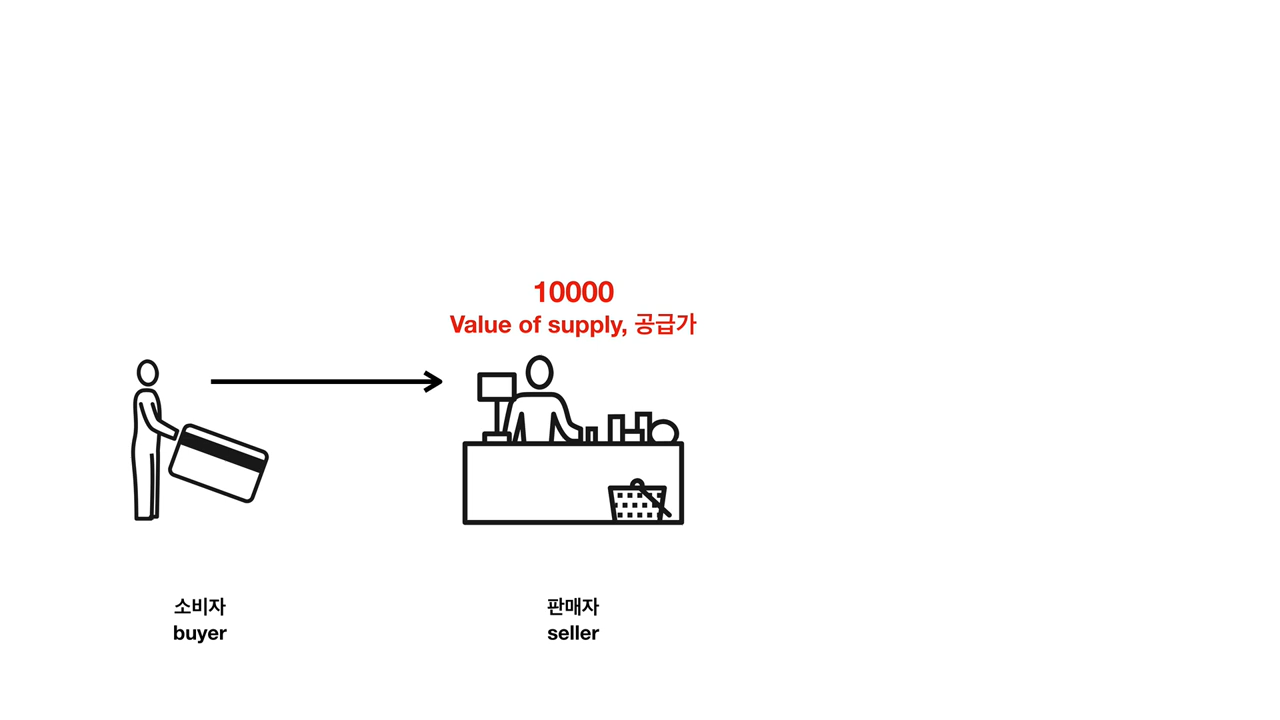 10000
Value of supply, 공급가
소비자
buyer
판매자
seller